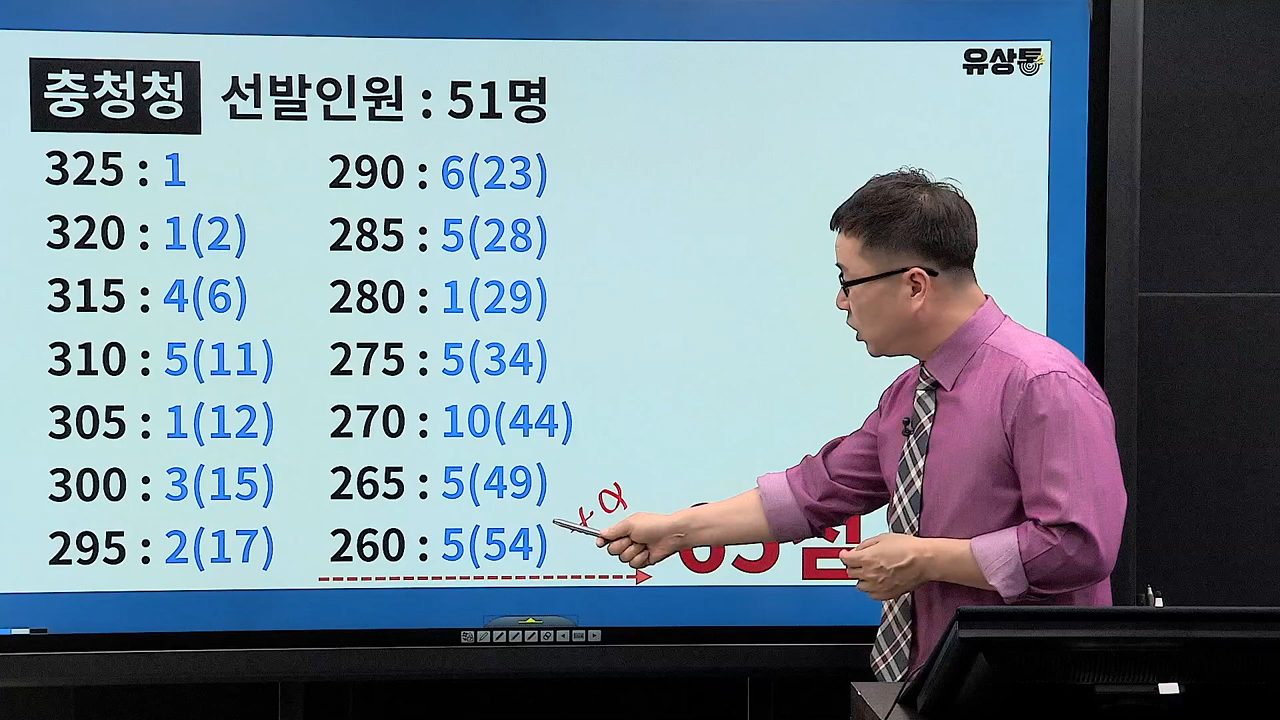 유상통
충청청 선발인원 : 51명
325 : 1
320 : 1(2)
315 : 4(6)
310 : 5(11)
305 : 1(12)
300 : 3(15)
295 : 2(17)
290 : 6(23)
285 : 5(28)
280 : 1(29)
275 : 5(34)
270 : 10(44)
265 : 5(49)
260 : 5(54)
+α